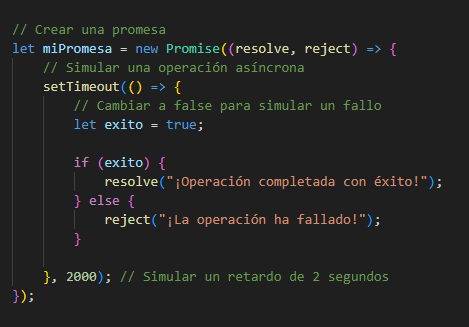 // Crear una promesa
let miPromesa = new Promise((resolve, reject) => {
    // Simular una operación asíncrona
    setTimeout(() => {
        // Cambiar a false para simular un fallo
        let exito = true;

        if (exito) {
            resolve("¡Operación completada con éxito!");
        } else {
            reject("¡La operación ha fallado!");
        }

    }, 2000); // Simular un retardo de 2 segundos
});